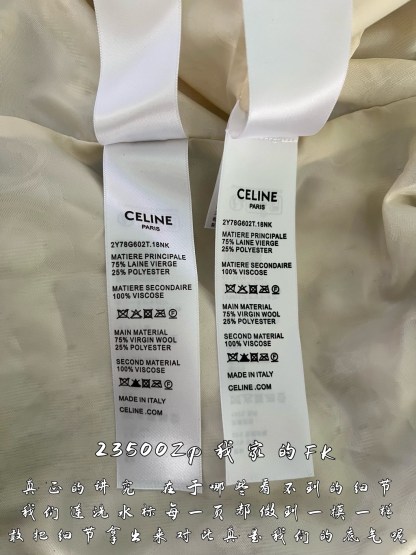 CELINE
PARIS
2Y78G602T.18NK
MATIERE PRINCIPALE
75% LAINE VIERGE
25% POLYESTER
MATIERE SECONDAIRE
100% VISCOSE
MAIN MATERIAL
75% VIRGIN WOOL
25% POLYESTER
SECOND MATERIAL
100% VISCOSE
MADE IN ITALY
CELINE .COM
CELINE
PARIS
2Y78G602T.18NK
MATIERE PRINCIPALE
75% LAINE VIERGE
25% POLYESTER
MATIERE SECONDAIRE
100% VISCOSE
MAIN MATERIAL
75% VIRGIN WOOL
25% POLYESTER
SECOND MATERIAL
100% VISCOSE
MADE IN ITALY
CELINE .COM
23500Zp 我家的FK
真正的讲究 在于哪些看不到的细节
我们连洗水标每一页都做到一摸一样
敢把细节拿出来对比真是我们的底气呢